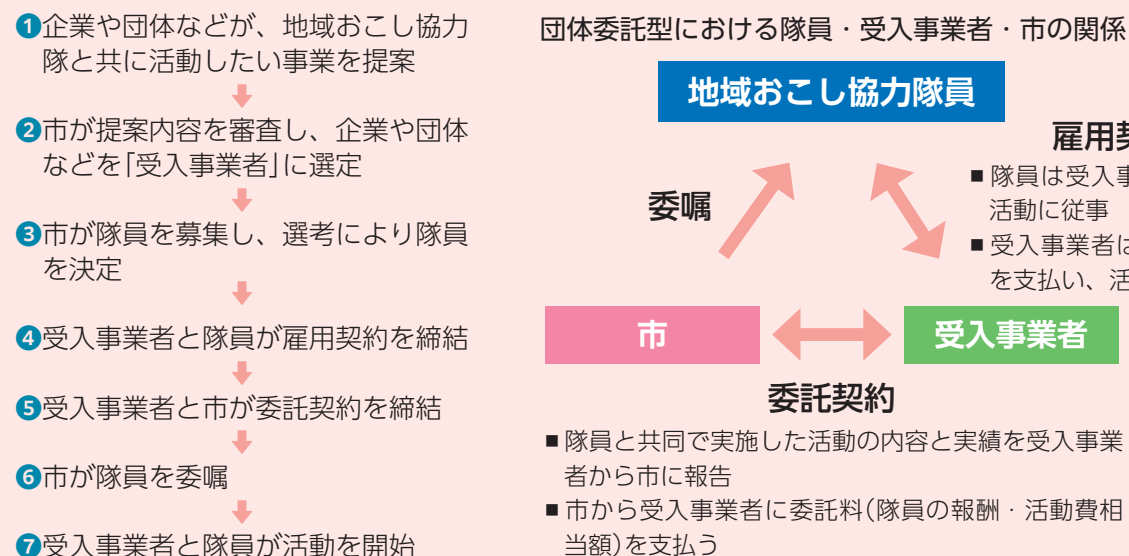 ❶企業や団体などが、地域おこし協力
隊と共に活動したい事業を提案
❷市が提案内容を審査し、企業や団体
などを「受入事業者」に選定
❸市が隊員を募集し、選考により隊員
を決定
❹受入事業者と隊員が雇用契約を締結
❺受入事業者と市が委託契約を締結
❻市が隊員を委嘱
❼受入事業者と隊員が活動を開始
団体委託型における隊員・受入事業者・市の関係
地域おこし協力隊員
雇用
■隊員は受入事
活動に従事
■受入事業者は
を支払い、活
委嘱
市
受入事業者
委託契約
■隊員と共同で実施した活動の内容と実績を受入事業
者から市に報告
■市から受入事業者に委託料(隊員の報酬・活動費相
当額)を支払う